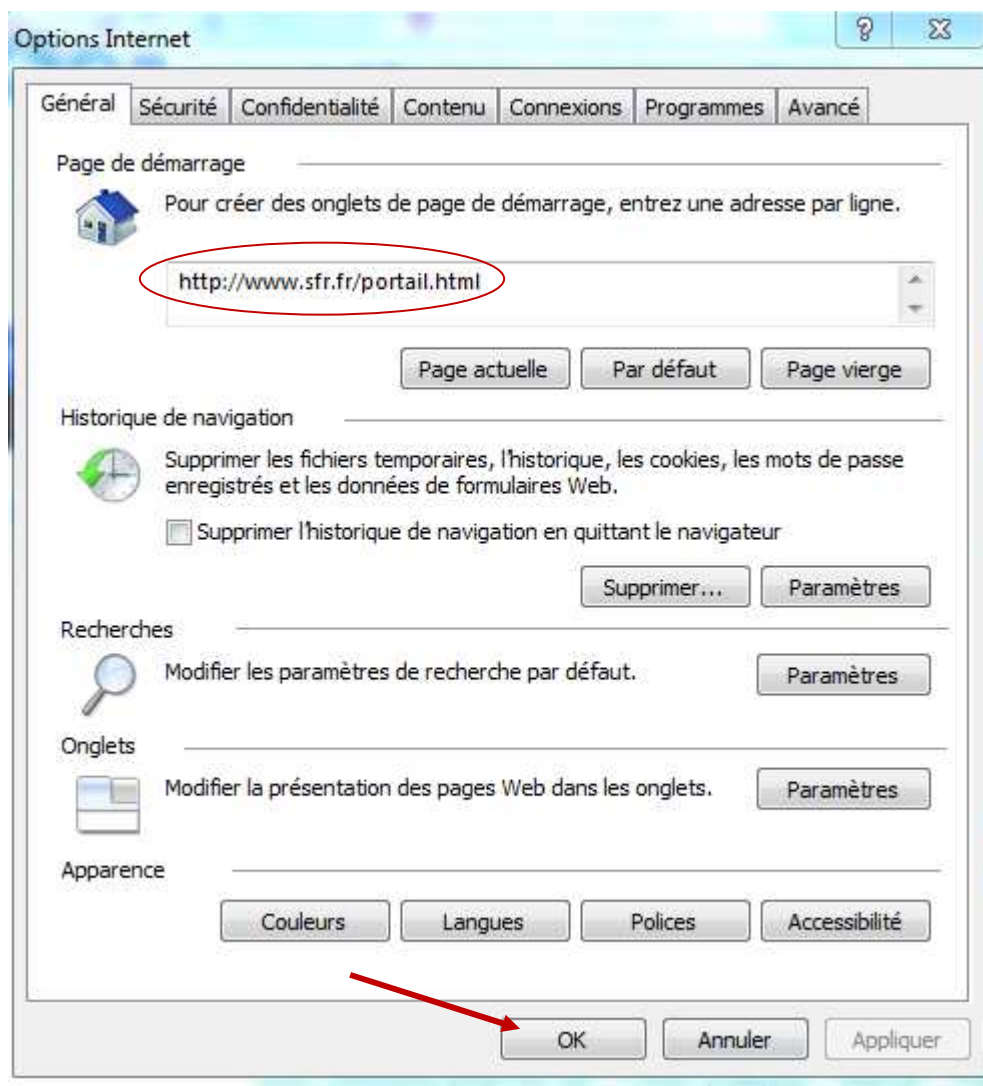 Options Internet
Général Sécurité Confidentialité Contenu Connexions Programmes Avancé
Page de démarrage
Pour créer des onglets de page de démarrage, entrez une adresse par ligne.
http://www.sfr.fr/portail.html
Page actuelle Par défaut Page vierge
Historique de navigation
Supprimer les fichiers temporaires, l'historique, les cookies, les mots de passe
enregistrés et les données de formulaires Web.
Supprimer l'historique de navigation en quittant le navigateur
Supprimer... Paramètres
Recherches
Modifier les paramètres de recherche par défaut. Paramètres
Onglets
Modifier la présentation des pages Web dans les onglets. Paramètres
Apparence
Couleurs Langues Polices Accessibilité
OK Annuler Appliquer